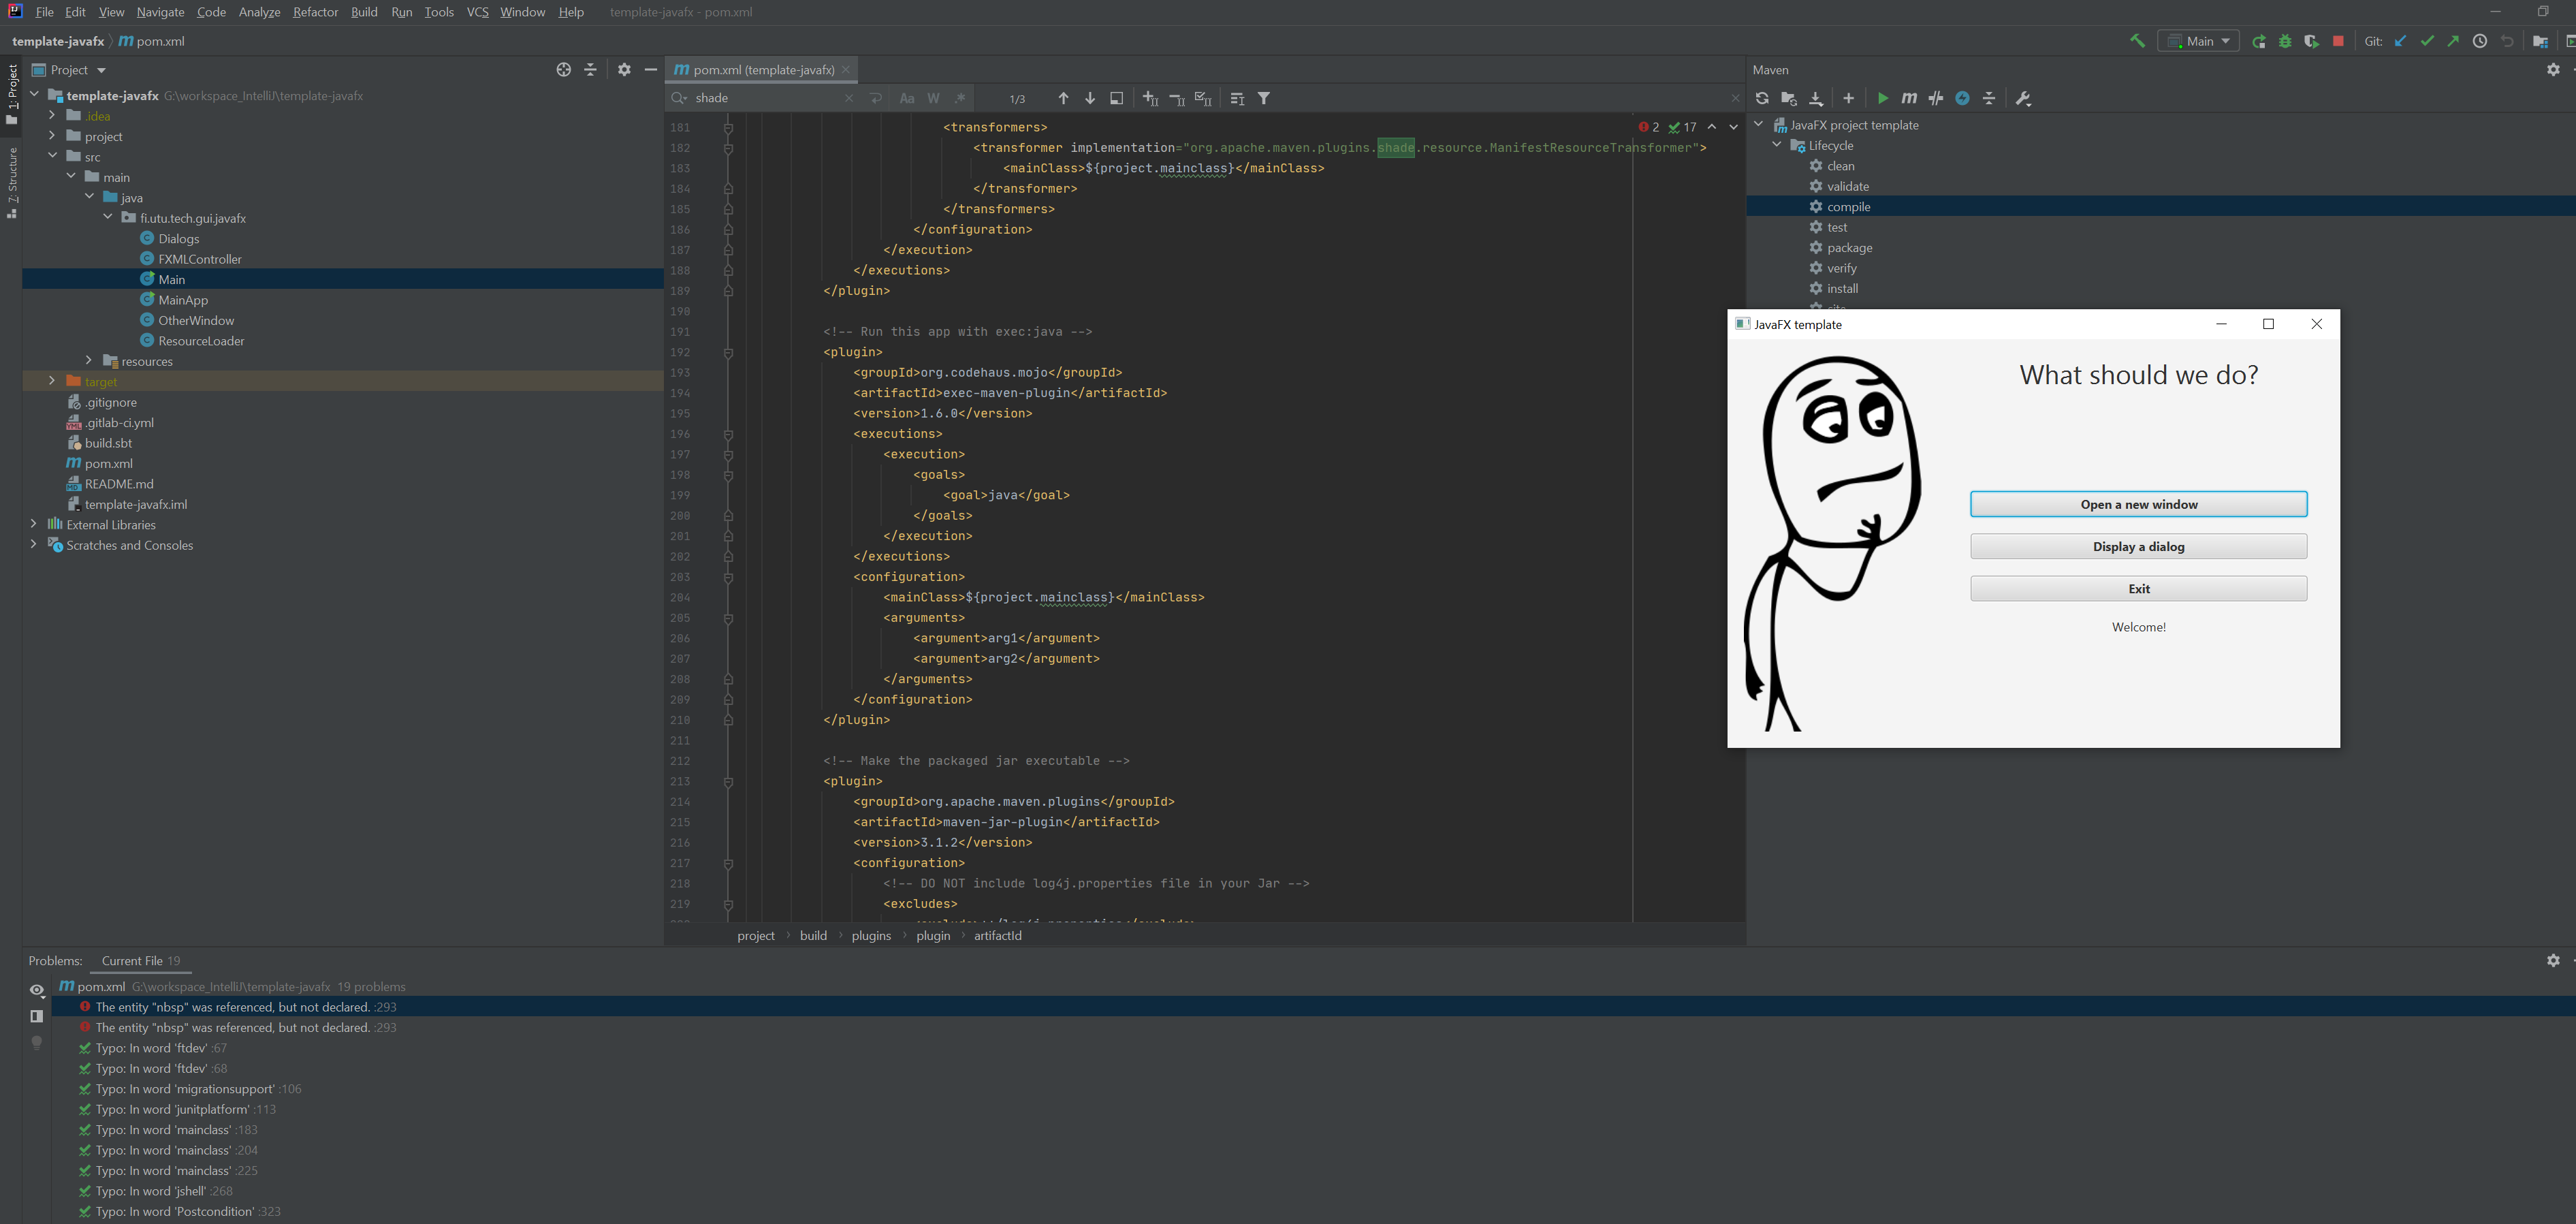 File Edit View Navigate Code Analyze Refactor Build Run Tools VCS Window Help template-javafx - pom.xml
template-javafx pom.xml
Main Git:
1: Project
7: Structure
Project
template-javafx G:\workspace_IntelliJ\template-javafx
.idea
project
src
main
java
fi.utu.tech.gui.javafx
Dialogs
FXMLController
Main
MainApp
OtherWindow
ResourceLoader
resources
target
.gitignore
.gitlab-ci.yml
build.sbt
pom.xml
README.md
template-javafx.iml
External Libraries
Scratches and Consoles
pom.xml (template-javafx)
shade Aa W .* 1/3
2 17
181 <transformers>
182 <transformer implementation="org.apache.maven.plugins.shade.resource.ManifestResourceTransformer">
183 <mainClass>${project.mainclass}</mainClass>
184 </transformer>
185 </transformers>
186 </configuration>
187 </execution>
188 </executions>
189 </plugin>
190
191 <!-- Run this app with exec:java -->
192 <plugin>
193 <groupId>org.codehaus.mojo</groupId>
194 <artifactId>exec-maven-plugin</artifactId>
195 <version>1.6.0</version>
196 <executions>
197 <execution>
198 <goals>
199 <goal>java</goal>
200 </goals>
201 </execution>
202 </executions>
203 <configuration>
204 <mainClass>${project.mainclass}</mainClass>
205 <arguments>
206 <argument>arg1</argument>
207 <argument>arg2</argument>
208 </arguments>
209 </configuration>
210 </plugin>
211
212 <!-- Make the packaged jar executable -->
213 <plugin>
214 <groupId>org.apache.maven.plugins</groupId>
215 <artifactId>maven-jar-plugin</artifactId>
216 <version>3.1.2</version>
217 <configuration>
218 <!-- DO NOT include log4j.properties file in your Jar -->
219 <excludes>
project build plugins plugin artifactId
Maven
JavaFX project template
Lifecycle
clean
validate
compile
test
package
verify
install
JavaFX template
What should we do?
Open a new window
Display a dialog
Exit
Welcome!
Problems: Current File 19
pom.xml G:\workspace_IntelliJ\template-javafx 19 problems
The entity "nbsp" was referenced, but not declared. :293
The entity "nbsp" was referenced, but not declared. :293
Typo: In word 'ftdev' :67
Typo: In word 'ftdev' :68
Typo: In word 'migrationsupport' :106
Typo: In word 'junitplatform' :113
Typo: In word 'mainclass' :183
Typo: In word 'mainclass' :204
Typo: In word 'mainclass' :225
Typo: In word 'jshell' :268
Typo: In word 'Postcondition' :323